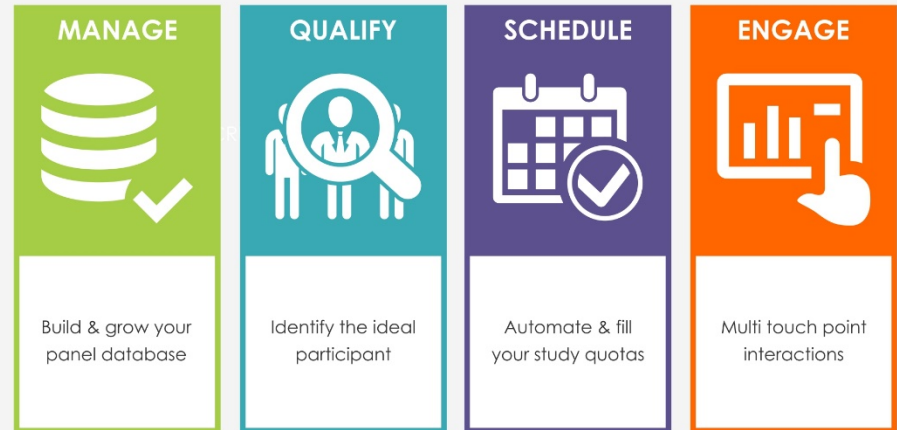 MANAGE
Build & grow your
panel database
QUALIFY
Identify the ideal
participant
SCHEDULE
Automate & fill
your study quotas
ENGAGE
Multi touch point
interactions